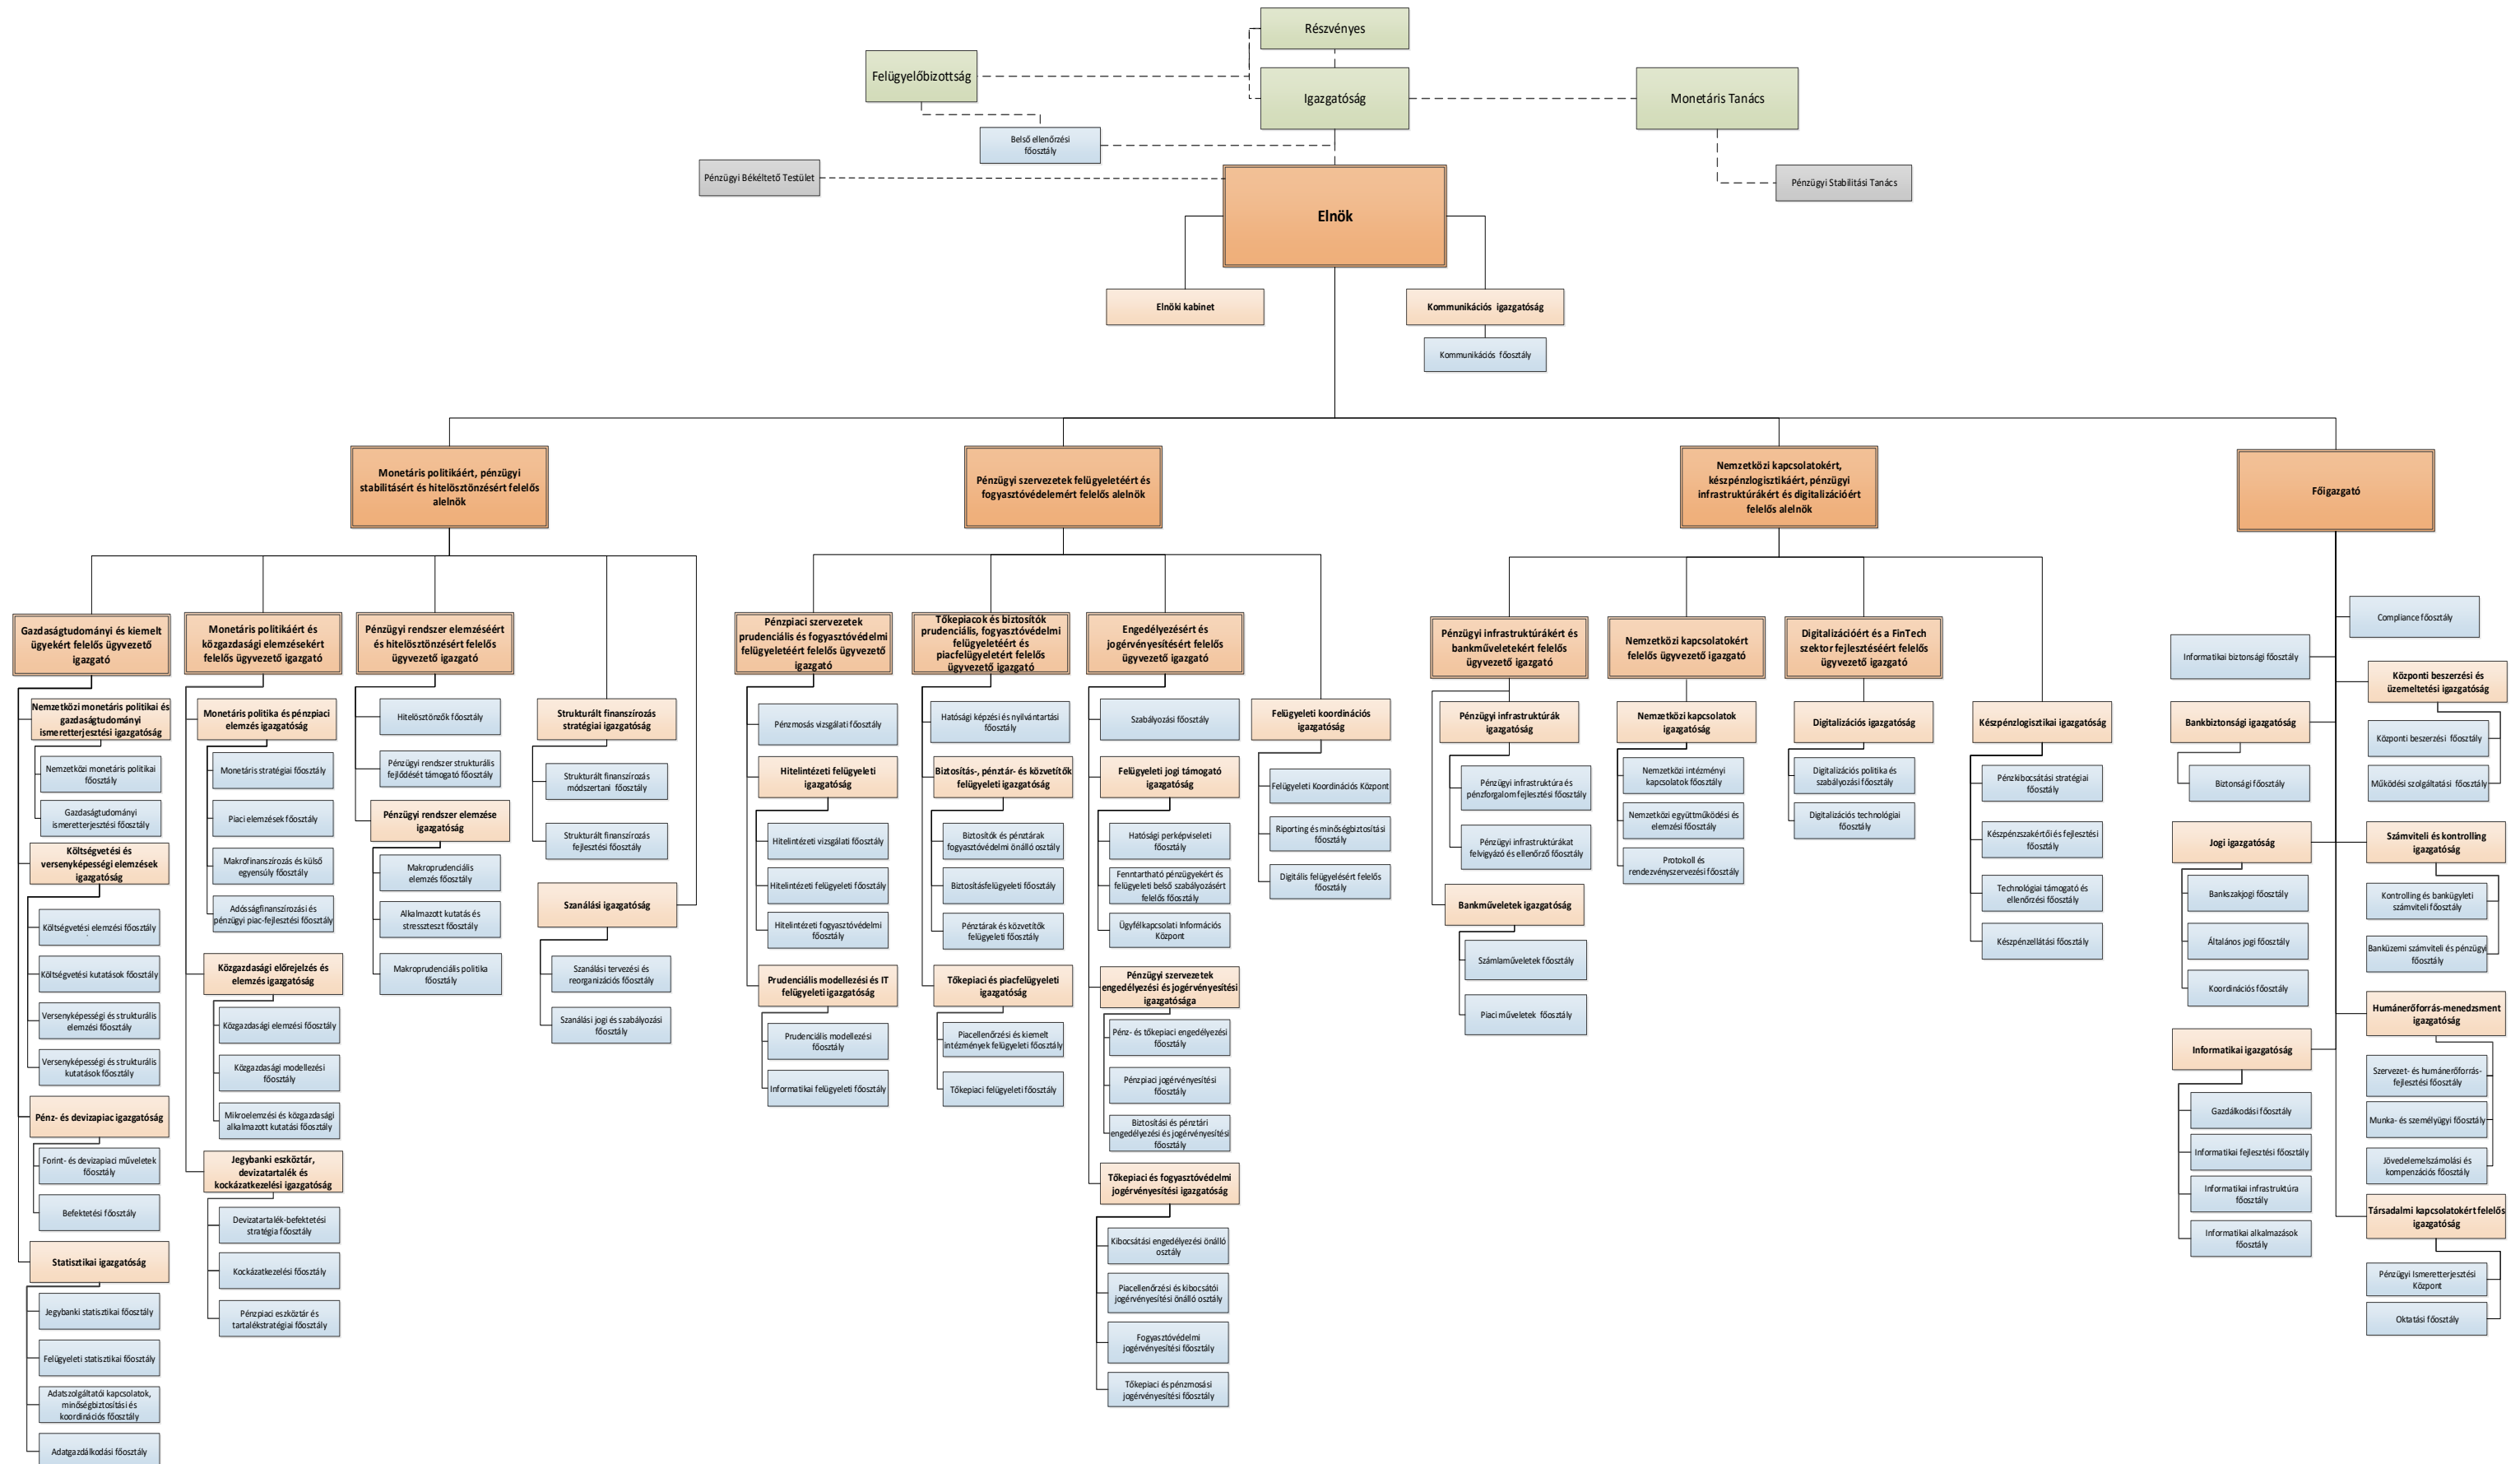 Részvényes
Felügyelőbizottság
Igazgatóság
Monetáris Tanács
Belső ellenőrzési
főosztály
Pénzügyi Békéltető Testület
Pénzügyi Stabilitási Tanács
Elnök
Elnöki kabinet
Kommunikációs igazgatóság
Kommunikációs főosztály
Monetáris politikáért, pénzügyi
stabilitásért és hitelösztönzésért felelős
alelnök
Pénzügyi szervezetek felügyeletéért és
fogyasztóvédelemért felelős alelnök
Nemzetközi kapcsolatokért,
készpénzlogisztikáért, pénzügyi
infrastruktúrákért és digitalizációért
felelős alelnök
Főigazgató
Gazdaságtudományi és kiemelt
ügyekért felelős ügyvezető
igazgató
Nemzetközi monetáris politikai és
gazdaságtudományi
ismeretterjesztési igazgatóság
Nemzetközi monetáris politikai
főosztály
Gazdaságtudományi
ismeretterjesztési főosztály
Költségvetési és
versenyképességi elemzések
igazgatóság
Költségvetési elemzési főosztály
Költségvetési kutatások főosztály
Versenyképességi és strukturális
elemzési főosztály
Versenyképességi és strukturális
kutatások főosztály
Pénz- és devizapiac igazgatóság
Forint- és devizapiaci műveletek
főosztály
Befektetési főosztály
Statisztikai igazgatóság
Jegybanki statisztikai főosztály
Felügyeleti statisztikai főosztály
Adatszolgáltatói kapcsolatok,
minőségbiztosítási és
koordinációs főosztály
Adatgazdálkodási főosztály
Monetáris politikáért és
közgazdasági elemzésekért
felelős ügyvezető igazgató
Monetáris politika és pénzpiaci
elemzés igazgatóság
Monetáris stratégiai főosztály
Piaci elemzések főosztály
Makrofinanszírozás és külső
egyensúly főosztály
Adósságfinanszírozási és
pénzügyi piac-fejlesztési főosztály
Közgazdasági előrejelzés és
elemzés igazgatóság
Közgazdasági elemzési főosztály
Közgazdasági modellezési
főosztály
Mikroelemzési és közgazdasági
alkalmazott kutatási főosztály
Jegybanki eszköztár,
devizatartalék és
kockázatkezelési igazgatóság
Devizatartalék-befektetési
stratégia főosztály
Kockázatkezelési főosztály
Pénzpiaci eszköztár és
tartalékstratégiai főosztály
Pénzügyi rendszer elemzéséért
és hitelösztönzésért felelős
ügyvezető igazgató
Hitelösztönzők főosztály
Pénzügyi rendszer strukturális
fejlődését támogató főosztály
Pénzügyi rendszer elemzése
igazgatóság
Makroprudenciális
elemzés főosztály
Alkalmazott kutatás és
stresszteszt főosztály
Makroprudenciális politika
főosztály
Strukturált finanszírozás
stratégiai igazgatóság
Strukturált finanszírozás
módszertani főosztály
Strukturált finanszírozás
fejlesztési főosztály
Szanálási igazgatóság
Szanálási tervezési és
reorganizációs főosztály
Szanálási jogi és szabályozási
főosztály
Pénzpiaci szervezetek
prudenciális és fogyasztóvédelmi
felügyeletéért felelős ügyvezető
igazgató
Pénzmosás vizsgálati főosztály
Hitelintézeti felügyeleti
igazgatóság
Hitelintézeti vizsgálati főosztály
Hitelintézeti felügyeleti főosztály
Hitelintézeti fogyasztóvédelmi
főosztály
Prudenciális modellezési és IT
felügyeleti igazgatóság
Prudenciális modellezési
főosztály
Informatikai felügyeleti főosztály
Tőkepiacok és biztosítók
prudenciális, fogyasztóvédelmi
felügyeletéért és
piacfelügyeletért felelős
ügyvezető igazgató
Hatósági képzési és nyilvántartási
főosztály
Biztosítás-, pénztár- és közvetítők
felügyeleti igazgatóság
Biztosítók és pénztárak
fogyasztóvédelmi önálló osztály
Biztosításfelügyeleti főosztály
Pénztárak és közvetítők
felügyeleti főosztály
Tőkepiaci és piacfelügyeleti
igazgatóság
Piacellenőrzési és kiemelt
intézmények felügyeleti főosztály
Tőkepiaci felügyeleti főosztály
Engedélyezésért és
jogérvényesítésért felelős
ügyvezető igazgató
Szabályozási főosztály
Felügyeleti jogi támogató
igazgatóság
Hatósági perképviseleti
főosztály
Fenntartható pénzügyekért és
felügyeleti belső szabályozásért
felelős főosztály
Ügyfélkapcsolati Információs
Központ
Pénzügyi szervezetek
engedélyezési és jogérvényesítési
igazgatósága
Pénz- és tőkepiaci engedélyezési
főosztály
Pénzpiaci jogérvényesítési
főosztály
Biztosítási és pénztári
engedélyezési és jogérvényesítési
főosztály
Tőkepiaci és fogyasztóvédelmi
jogérvényesítési igazgatóság
Kibocsátási engedélyezési önálló
osztály
Piacellenőrzési és kibocsátói
jogérvényesítési önálló osztály
Fogyasztóvédelmi
jogérvényesítési főosztály
Tőkepiaci és pénzmosási
jogérvényesítési főosztály
Felügyeleti koordinációs
igazgatóság
Felügyeleti Koordinációs Központ
Riporting és minőségbiztosítási
főosztály
Digitális felügyelésért felelős
főosztály
Pénzügyi infrastruktúrákért és
bankműveletekért felelős
ügyvezető igazgató
Pénzügyi infrastruktúrák
igazgatóság
Pénzügyi infrastruktúra és
pénzforgalom fejlesztési főosztály
Pénzügyi infrastruktúrákat
felvigyázó és ellenőrző főosztály
Bankműveletek igazgatóság
Számlaműveletek főosztály
Piaci műveletek főosztály
Nemzetközi kapcsolatokért
felelős ügyvezető igazgató
Nemzetközi kapcsolatok
igazgatóság
Nemzetközi intézményi
kapcsolatok főosztály
Nemzetközi együttműködési és
elemzési főosztály
Protokoll és
rendezvényszervezési főosztály
Digitalizációért és a FinTech
szektor fejlesztéséért felelős
ügyvezető igazgató
Digitalizációs igazgatóság
Digitalizációs politika és
szabályozási főosztály
Digitalizációs technológiai
főosztály
Készpénzlogisztikai igazgatóság
Pénzkibocsátási stratégiai
főosztály
Készpénzszakértői és fejlesztési
főosztály
Technológiai támogató és
ellenőrzési főosztály
Készpénzellátási főosztály
Compliance főosztály
Informatikai biztonsági főosztály
Bankbiztonsági igazgatóság
Biztonsági főosztály
Jogi igazgatóság
Bankszakjogi főosztály
Általános jogi főosztály
Koordinációs főosztály
Informatikai igazgatóság
Gazdálkodási főosztály
Informatikai fejlesztési főosztály
Informatikai infrastruktúra
főosztály
Informatikai alkalmazások
főosztály
Központi beszerzési és
üzemeltetési igazgatóság
Központi beszerzési főosztály
Működési szolgáltatási főosztály
Számviteli és kontrolling
igazgatóság
Kontrolling és bankügyleti
számviteli főosztály
Banküzemi számviteli és pénzügyi
főosztály
Humánerőforrás-menedzsment
igazgatóság
Szervezet- és humánerőforrás-
fejlesztési főosztály
Munka- és személyügyi főosztály
Jövedelemelszámolási és
kompenzációs főosztály
Társadalmi kapcsolatokért felelős
igazgatóság
Pénzügyi Ismeretterjesztési
Központ
Oktatási főosztály